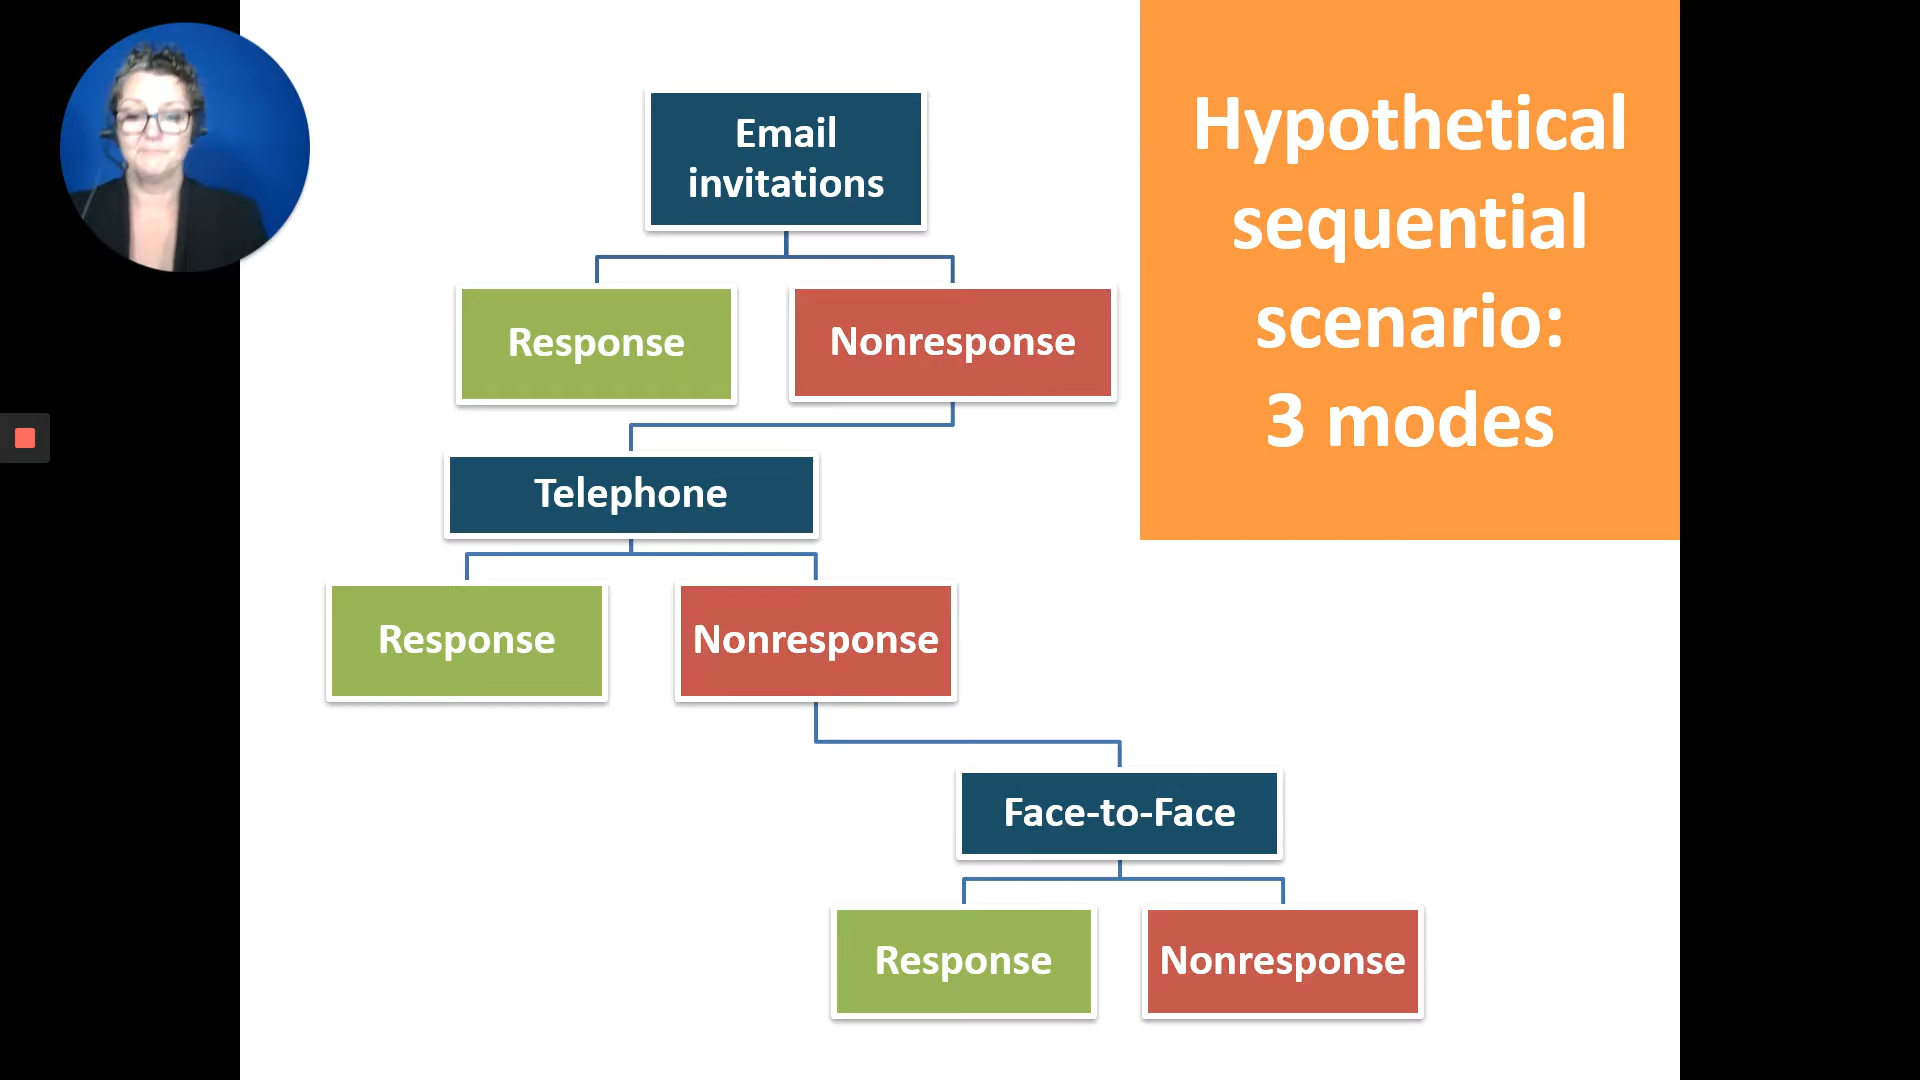 Hypothetical
sequential
scenario:
3 modes
Email
invitations
Response
Nonresponse
Telephone
Response
Nonresponse
Face-to-Face
Response
Nonresponse